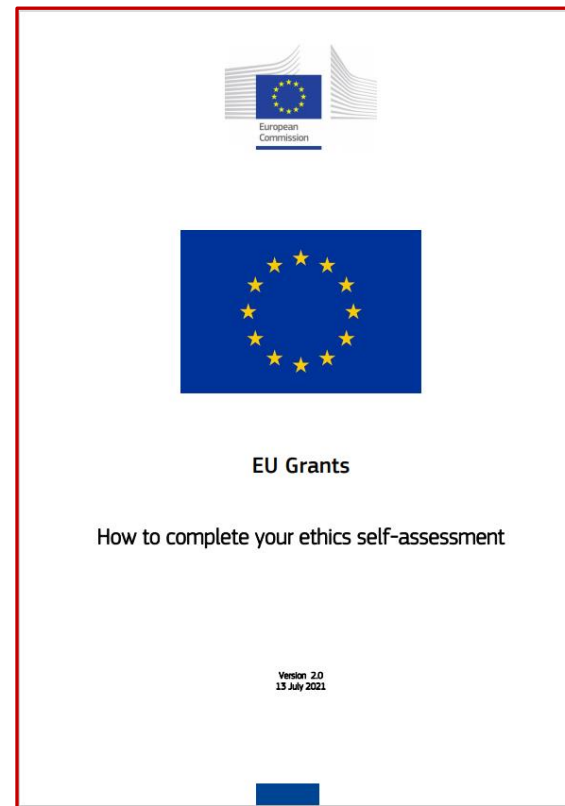 European
Commission
EU Grants
How to complete your ethics self-assessment
Version 2.0
13 July 2021